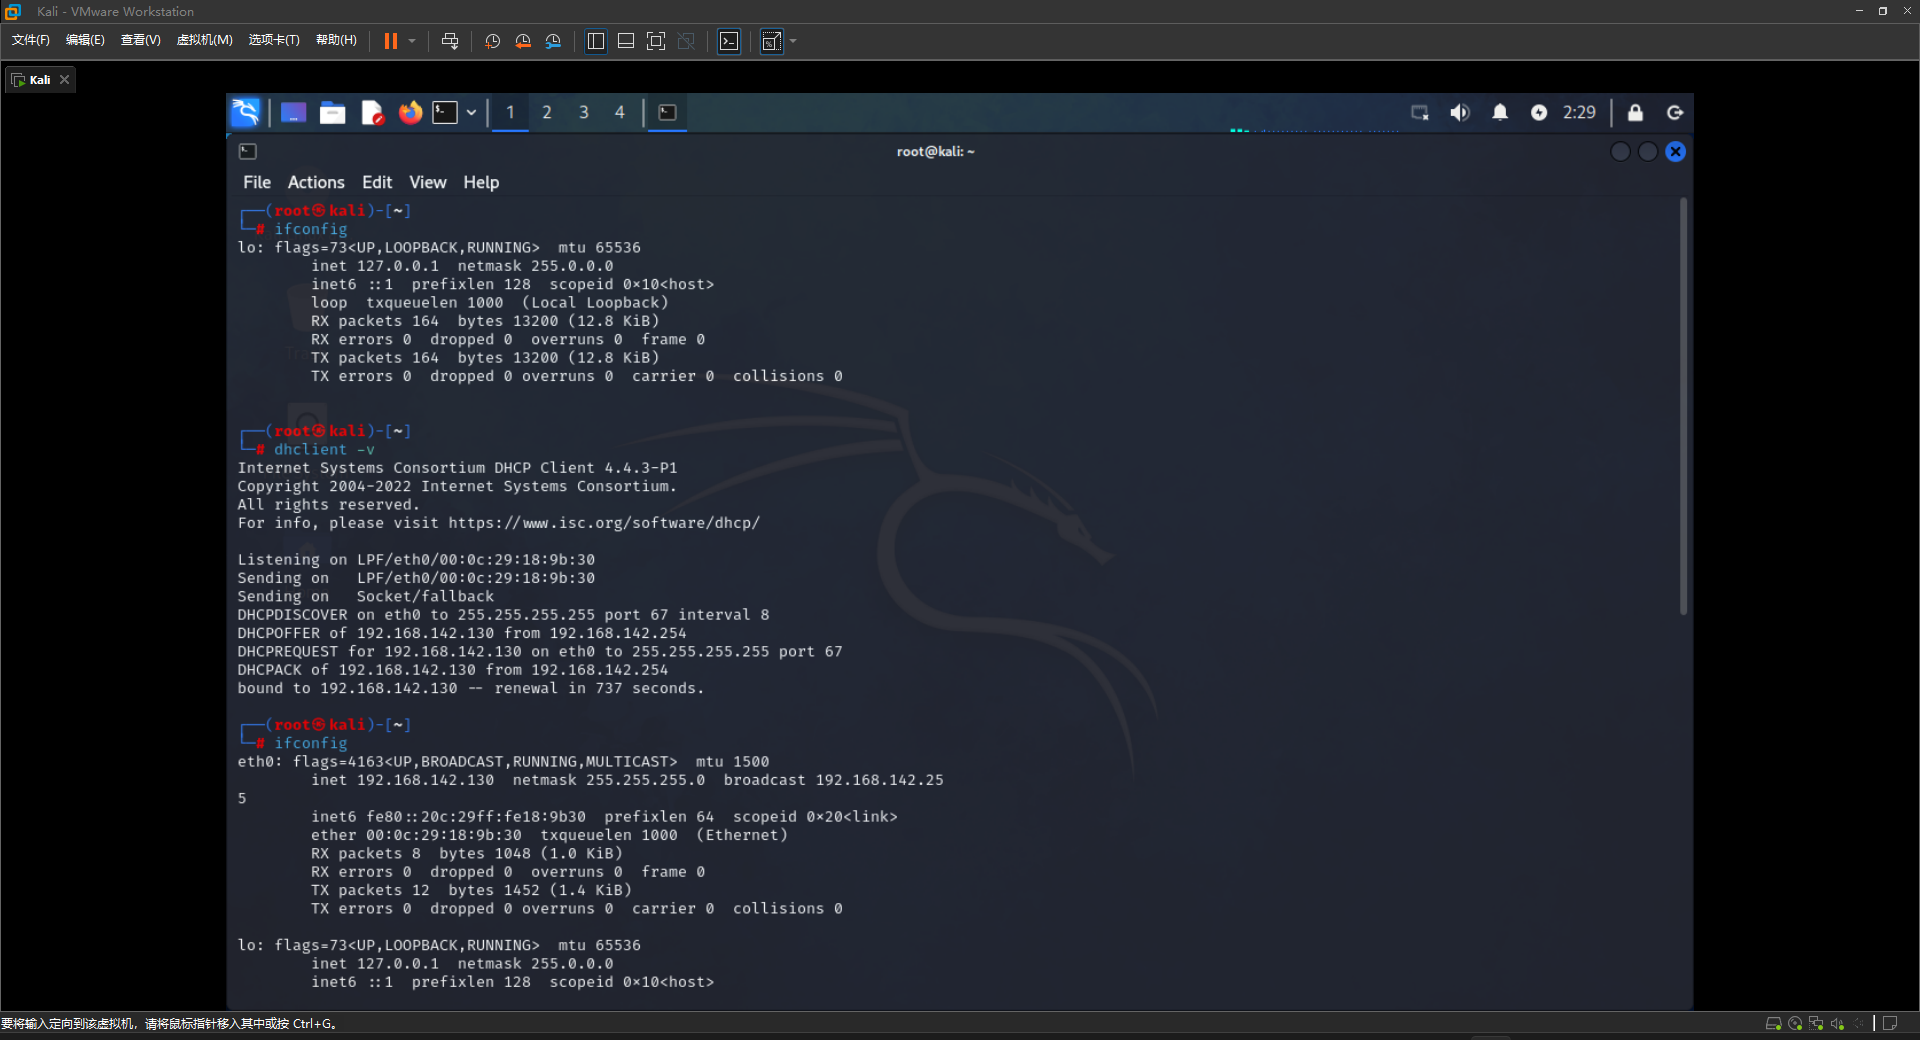 Kali - VMware Workstation
文件(F) 编辑(E) 查看(V) 虚拟机(M) 选项卡(T) 帮助(H)
Kali
1 2 3 4 2:29
root@kali: ~
File Actions Edit View Help
┌──(root㉿kali)-[~]
└─# ifconfig
lo: flags=73<UP,LOOPBACK,RUNNING>  mtu 65536
        inet 127.0.0.1  netmask 255.0.0.0
        inet6 ::1  prefixlen 128  scopeid 0x10<host>
        loop  txqueuelen 1000  (Local Loopback)
        RX packets 164  bytes 13200 (12.8 KiB)
        RX errors 0  dropped 0  overruns 0  frame 0
        TX packets 164  bytes 13200 (12.8 KiB)
        TX errors 0  dropped 0 overruns 0  carrier 0  collisions 0
┌──(root㉿kali)-[~]
└─# dhclient -v
Internet Systems Consortium DHCP Client 4.4.3-P1
Copyright 2004-2022 Internet Systems Consortium.
All rights reserved.
For info, please visit https://www.isc.org/software/dhcp/
Listening on LPF/eth0/00:0c:29:18:9b:30
Sending on   LPF/eth0/00:0c:29:18:9b:30
Sending on   Socket/fallback
DHCPDISCOVER on eth0 to 255.255.255.255 port 67 interval 8
DHCPOFFER of 192.168.142.130 from 192.168.142.254
DHCPREQUEST for 192.168.142.130 on eth0 to 255.255.255.255 port 67
DHCPACK of 192.168.142.130 from 192.168.142.254
bound to 192.168.142.130 -- renewal in 737 seconds.
┌──(root㉿kali)-[~]
└─# ifconfig
eth0: flags=4163<UP,BROADCAST,RUNNING,MULTICAST>  mtu 1500
        inet 192.168.142.130  netmask 255.255.255.0  broadcast 192.168.142.25
5
        inet6 fe80::20c:29ff:fe18:9b30  prefixlen 64  scopeid 0x20<link>
        ether 00:0c:29:18:9b:30  txqueuelen 1000  (Ethernet)
        RX packets 8  bytes 1048 (1.0 KiB)
        RX errors 0  dropped 0  overruns 0  frame 0
        TX packets 12  bytes 1452 (1.4 KiB)
        TX errors 0  dropped 0 overruns 0  carrier 0  collisions 0
lo: flags=73<UP,LOOPBACK,RUNNING>  mtu 65536
        inet 127.0.0.1  netmask 255.0.0.0
        inet6 ::1  prefixlen 128  scopeid 0x10<host>
要将输入定向到该虚拟机，请将鼠标指针移入其中或按 Ctrl+G。